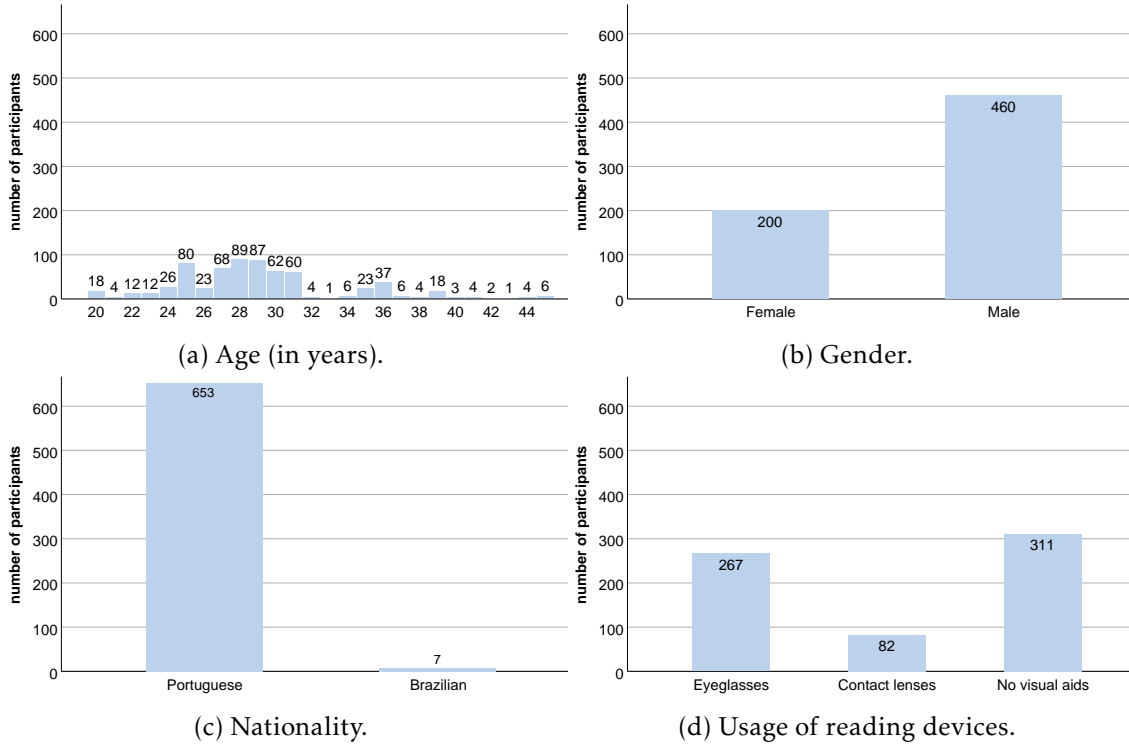 600
500
400
300
200
100
0
number of participants
18 4 12 12 26 80 23 68 89 87 62 60 4 1 6 23 37 6 4 18 3 4 2 1 4 6
20 22 24 26 28 30 32 34 36 38 40 42 44
(a) Age (in years).
600
500
400
300
200
100
0
number of participants
200
460
Female Male
(b) Gender.
600
500
400
300
200
100
0
number of participants
653
7
Portuguese Brazilian
(c) Nationality.
600
500
400
300
200
100
0
number of participants
267
82
311
Eyeglasses Contact lenses No visual aids
(d) Usage of reading devices.